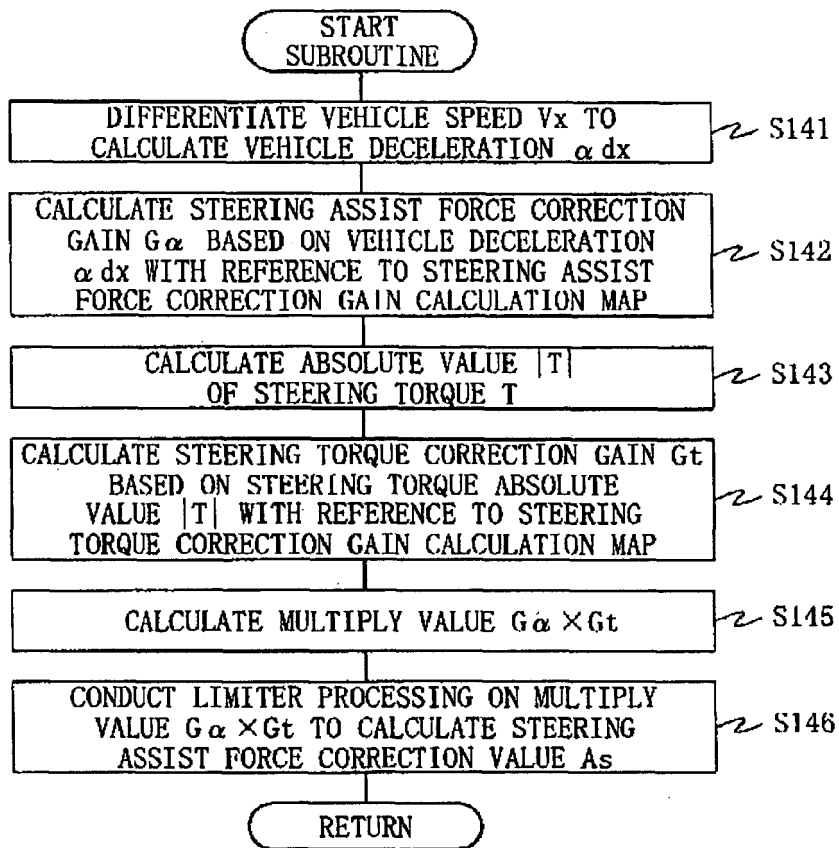 START
SUBROUTINE
DIFFERENTIATE VEHICLE SPEED Vx TO
CALCULATE VEHICLE DECELERATION α dx
S141
CALCULATE STEERING ASSIST FORCE CORRECTION
GAIN Gα BASED ON VEHICLE DECELERATION
α dx WITH REFERENCE TO STEERING ASSIST
FORCE CORRECTION GAIN CALCULATION MAP
S142
CALCULATE ABSOLUTE VALUE |T|
OF STEERING TORQUE T
S143
CALCULATE STEERING TORQUE CORRECTION GAIN Gt
BASED ON STEERING TORQUE ABSOLUTE
VALUE |T| WITH REFERENCE TO STEERING
TORQUE CORRECTION GAIN CALCULATION MAP
S144
CALCULATE MULTIPLY VALUE Gα×Gt
S145
CONDUCT LIMITER PROCESSING ON MULTIPLY
VALUE Gα×Gt TO CALCULATE STEERING
ASSIST FORCE CORRECTION VALUE As
S146
RETURN